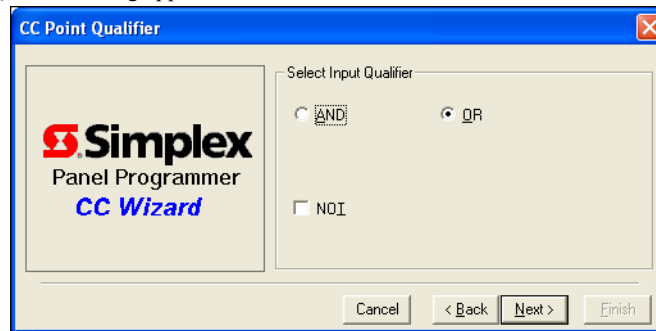 CC Point Qualifier
Select Input Qualifier
AND
OR
Simplex
Panel Programmer
CC Wizard
NOT
Cancel
< Back
Next >
Finish